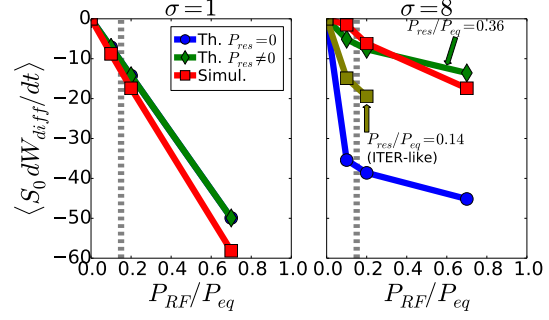 σ=1
σ=8
0
−10
−20
−30
−40
−50
−60
⟨S_0 dW_diff/dt⟩
Th. P_res=0
Th. P_res≠0
Simul.
P_res/P_eq=0.36
P_res/P_eq=0.14
(ITER-like)
0.0 0.2 0.4 0.6 0.8 1.0
0.0 0.2 0.4 0.6 0.8 1.0
P_RF/P_eq
P_RF/P_eq